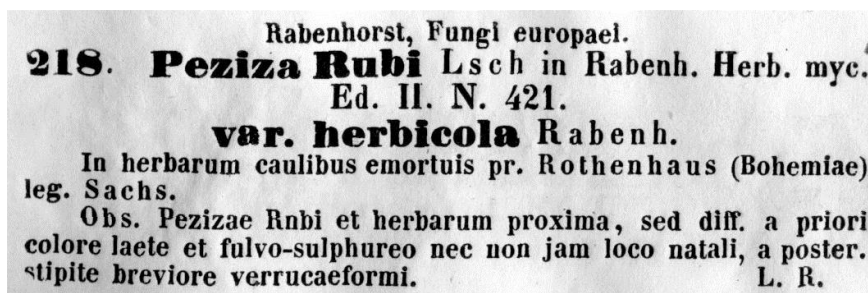 Rabenhorst, Fungi europaei.
218. Peziza Rubi Lsch in Rabenh. Herb. myc.
Ed. II. N. 421.
var. herbicola Rabenh.
In herbarum caulibus emortuis pr. Rothenhaus (Bohemiae)
leg. Sachs.
Obs. Pezizae Rnbi et herbarum proxima, sed diff. a priori
colore laete et fulvo-sulphureo nec non jam loco natali, a poster.
stipite breviore verrucaeformi. L. R.